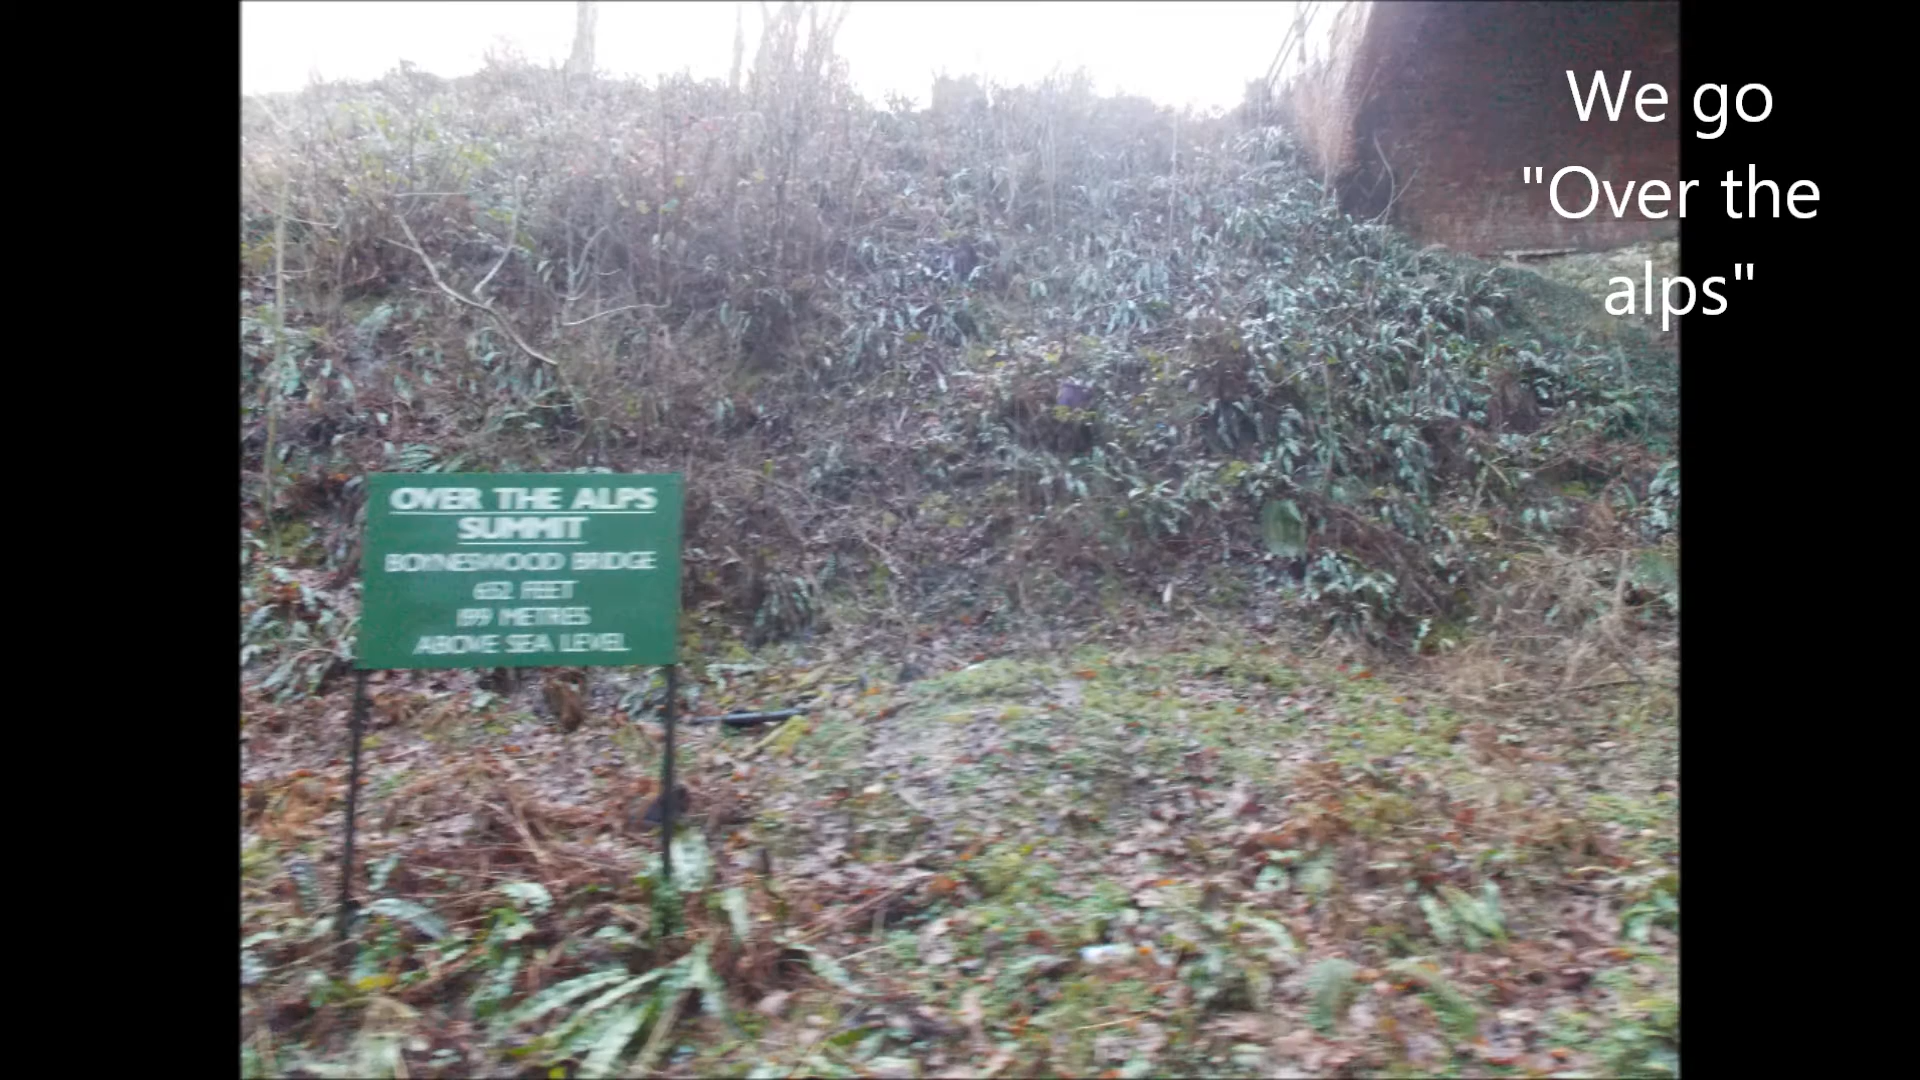 We go
"Over the
alps"
OVER THE ALPS
SUMMIT
BOYNESWOOD BRIDGE
652 FEET
199 METRES
ABOVE SEA LEVEL